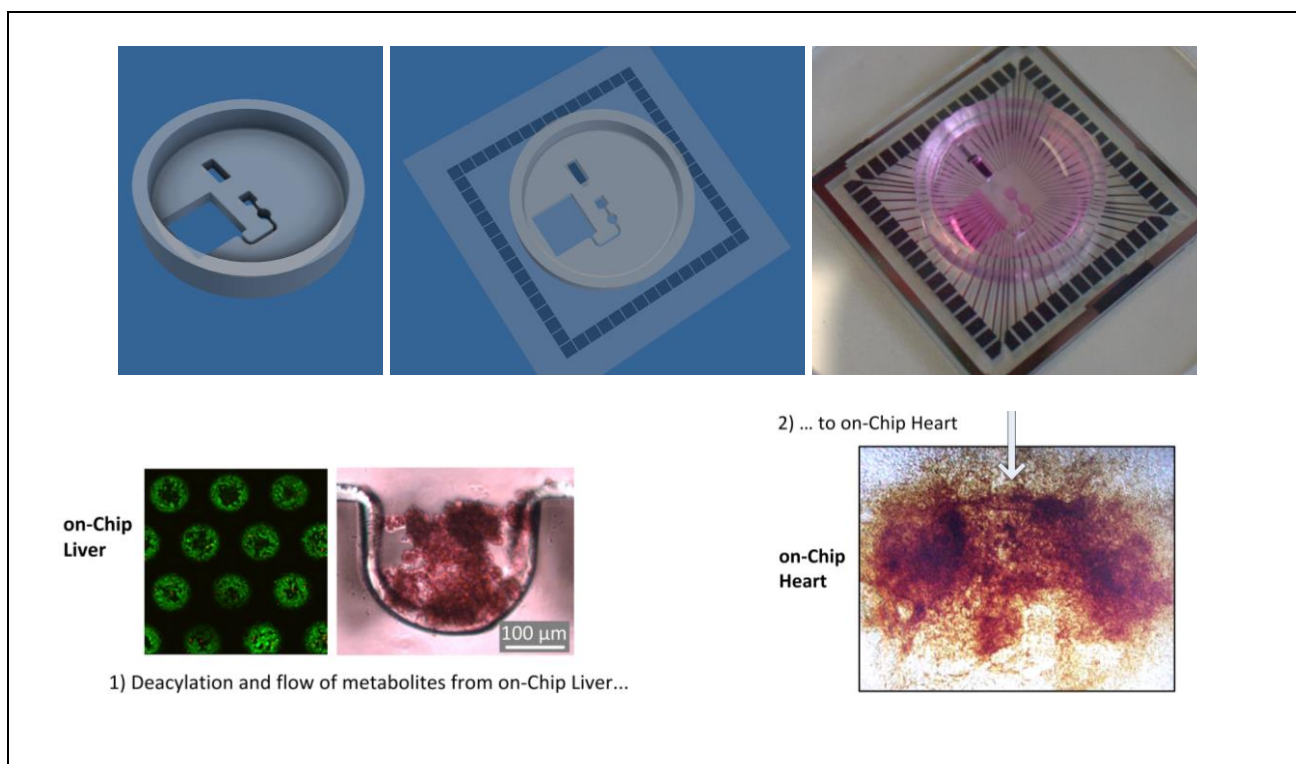 2) ... to on-Chip Heart
on-Chip
Liver
on-Chip
Heart
100 μm
1) Deacylation and flow of metabolites from on-Chip Liver...